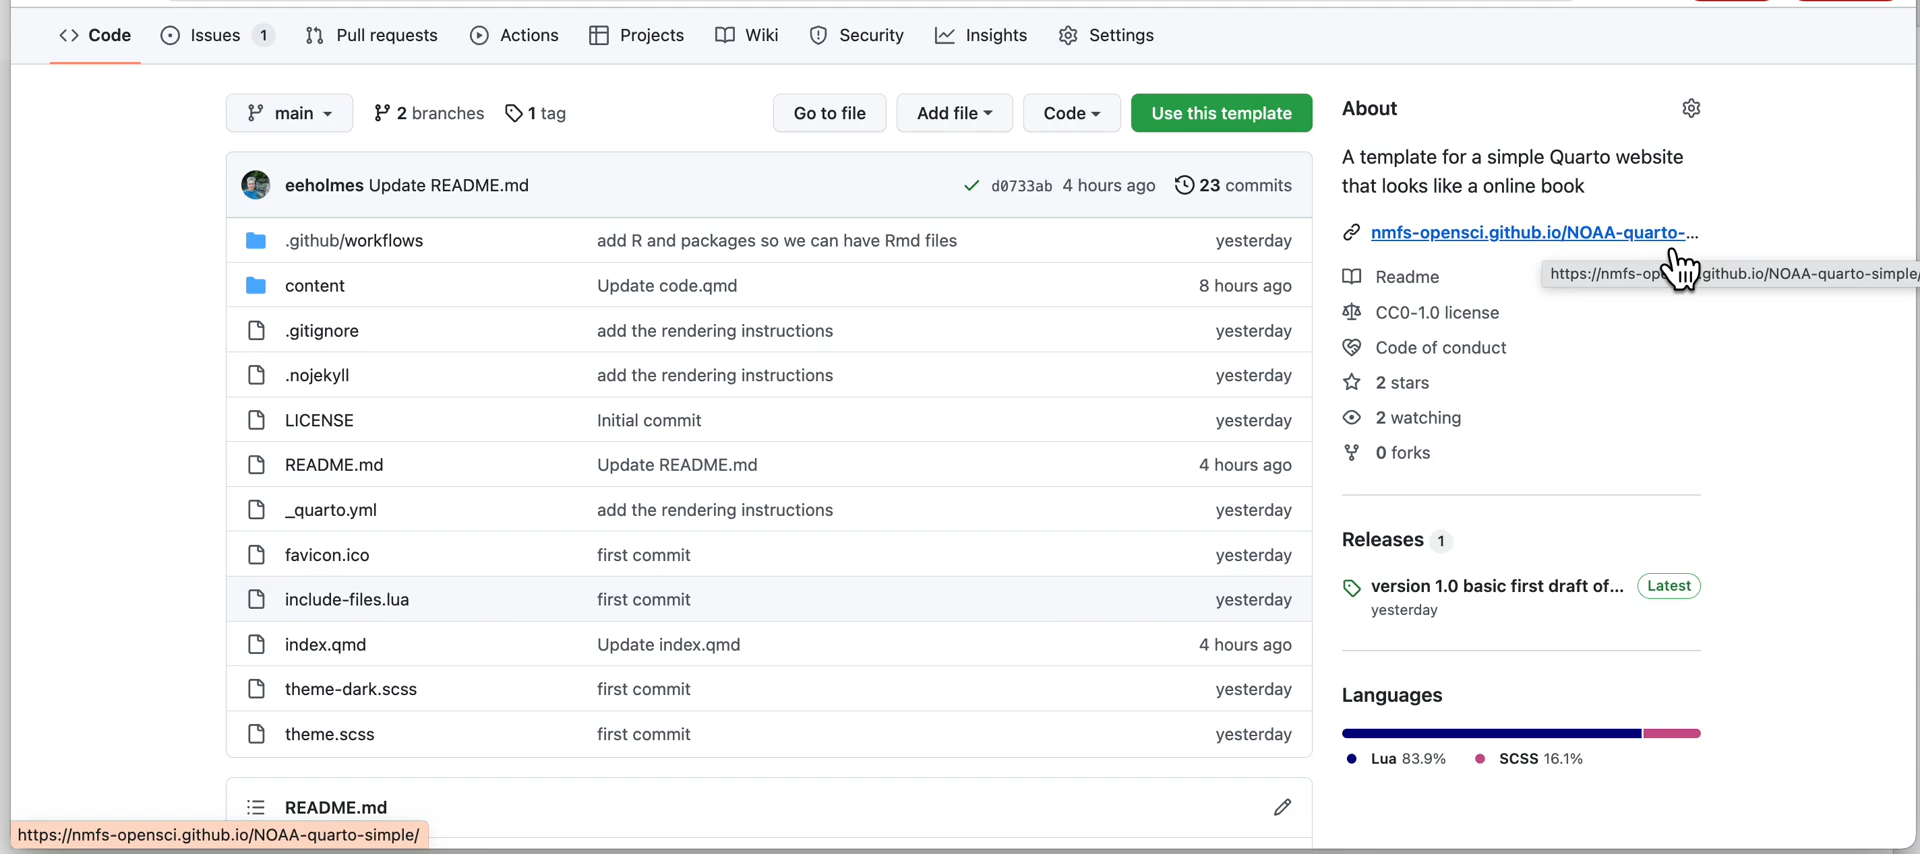 Code Issues 1 Pull requests Actions Projects Wiki Security Insights Settings
main 2 branches 1 tag Go to file Add file Code Use this template
eeholmes Update README.md d0733ab 4 hours ago 23 commits
.github/workflows add R and packages so we can have Rmd files yesterday
content Update code.qmd 8 hours ago
.gitignore add the rendering instructions yesterday
.nojekyll add the rendering instructions yesterday
LICENSE Initial commit yesterday
README.md Update README.md 4 hours ago
_quarto.yml add the rendering instructions yesterday
favicon.ico first commit yesterday
include-files.lua first commit yesterday
index.qmd Update index.qmd 4 hours ago
theme-dark.scss first commit yesterday
theme.scss first commit yesterday
README.md
About
A template for a simple Quarto website
that looks like a online book
nmfs-opensci.github.io/NOAA-quarto-...
Readme
https://nmfs-op github.io/NOAA-quarto-simple/
CC0-1.0 license
Code of conduct
2 stars
2 watching
0 forks
Releases 1
version 1.0 basic first draft of... Latest
yesterday
Languages
Lua 83.9% SCSS 16.1%
https://nmfs-opensci.github.io/NOAA-quarto-simple/